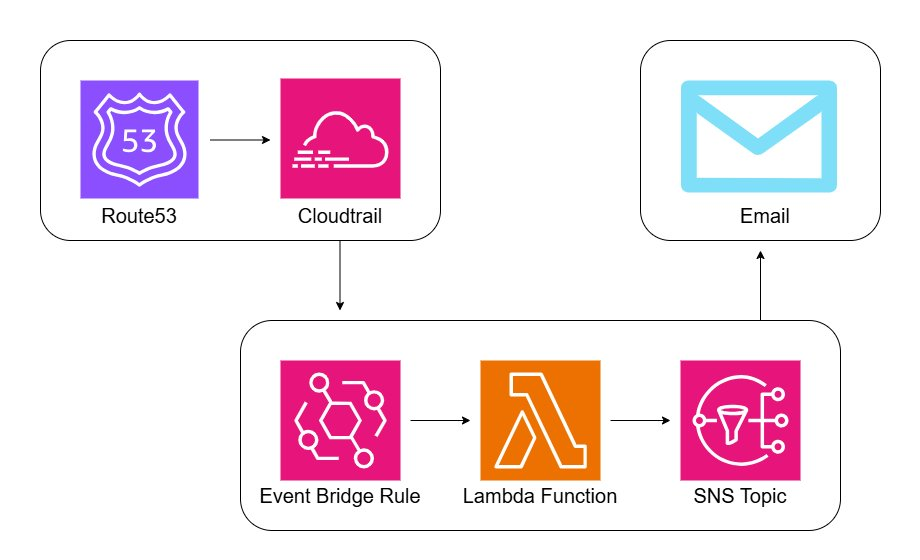 53
Route53
Cloudtrail
Email
Event Bridge Rule
Lambda Function
SNS Topic